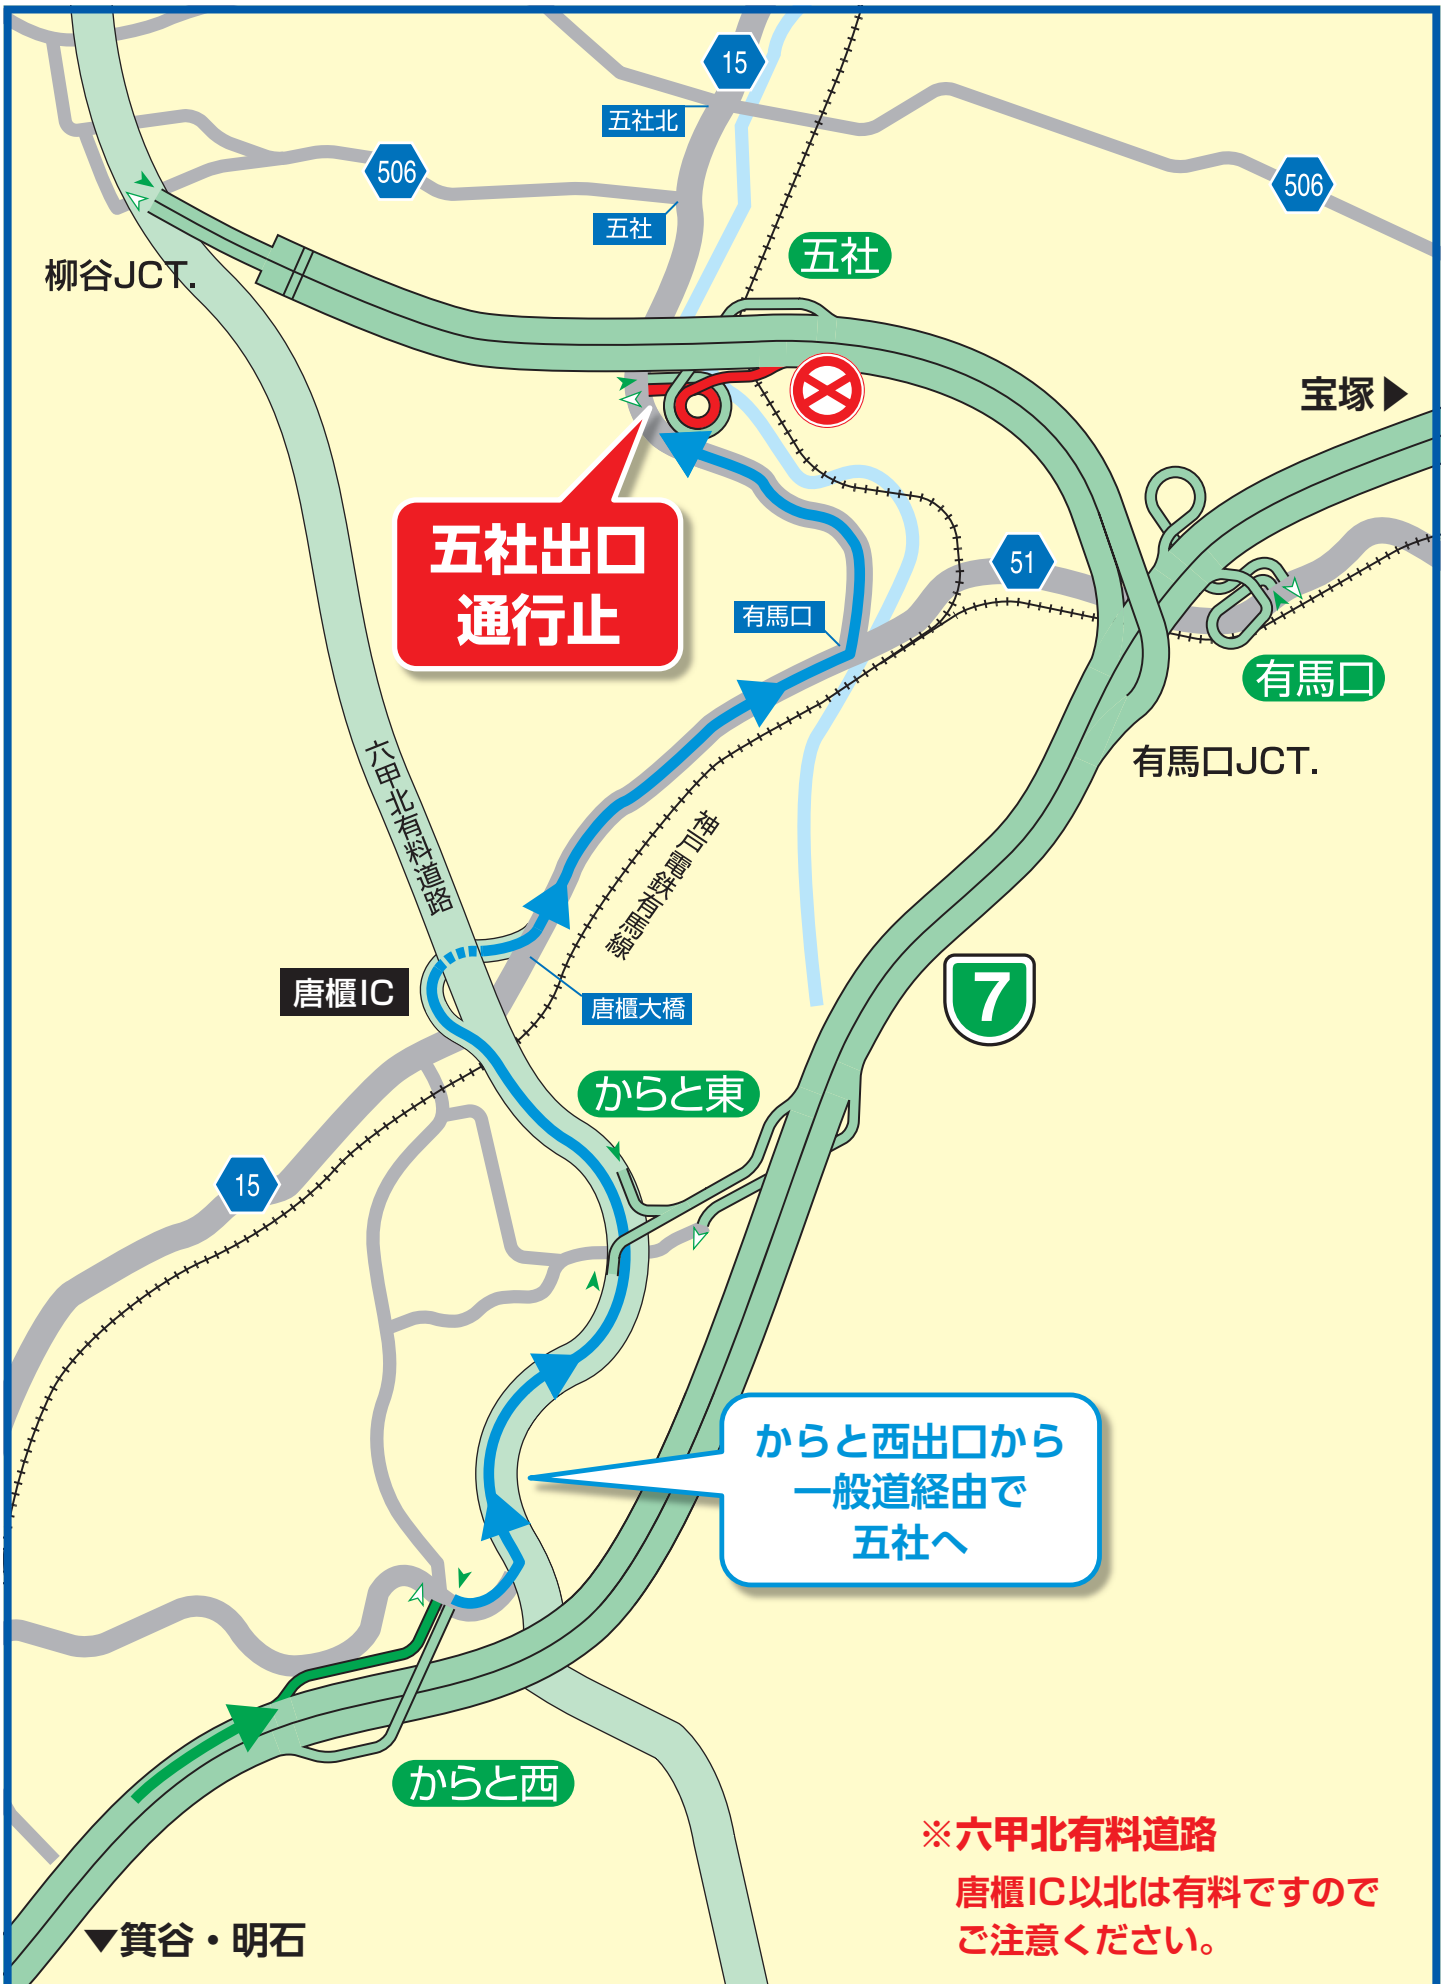 15
五社北
506
506
五社
五社
柳谷JCT.
宝塚▶
五社出口
通行止
51
有馬口
有馬口
有馬口JCT.
六甲北有料道路
神戸電鉄有馬線
唐櫃IC
唐櫃大橋
7
からと東
15
からと西出口から
一般道経由で
五社へ
からと西
※六甲北有料道路
唐櫃IC以北は有料ですので
ご注意ください。
▼箕谷・明石